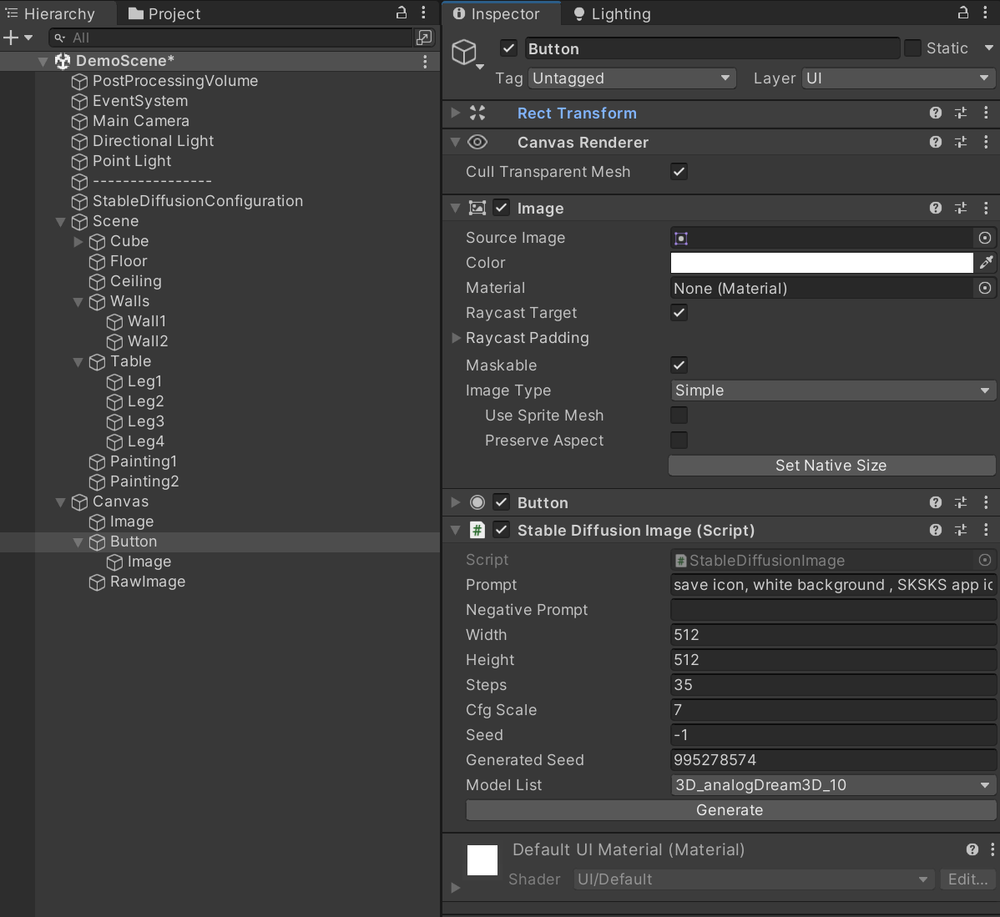 Hierarchy
Project
All
DemoScene*
PostProcessingVolume
EventSystem
Main Camera
Directional Light
Point Light
----------------
StableDiffusionConfiguration
Scene
Cube
Floor
Ceiling
Walls
Wall1
Wall2
Table
Leg1
Leg2
Leg3
Leg4
Painting1
Painting2
Canvas
Image
Button
Image
RawImage
Inspector
Lighting
Button
Static
Tag Untagged
Layer UI
Rect Transform
Canvas Renderer
Cull Transparent Mesh
Image
Source Image
Color
Material None (Material)
Raycast Target
Raycast Padding
Maskable
Image Type Simple
Use Sprite Mesh
Preserve Aspect
Set Native Size
Button
# Stable Diffusion Image (Script)
Script # StableDiffusionImage
Prompt save icon, white background , SKSKS app ic
Negative Prompt
Width 512
Height 512
Steps 35
Cfg Scale 7
Seed -1
Generated Seed 995278574
Model List 3D_analogDream3D_10
Generate
Default UI Material (Material)
Shader UI/Default Edit...